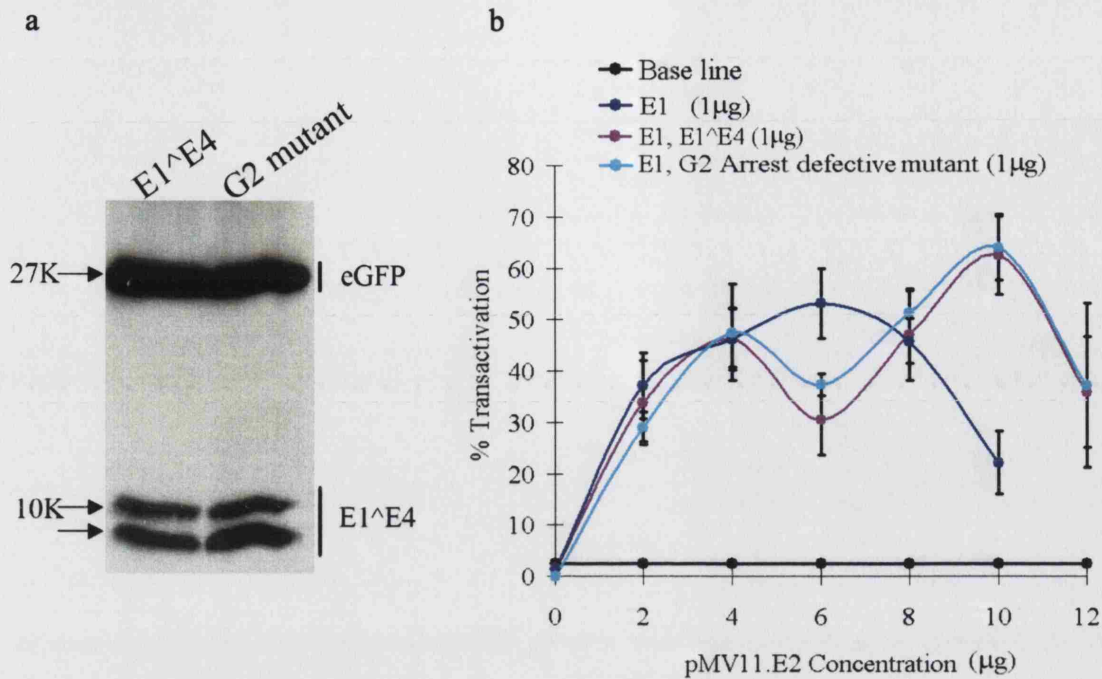 a
E1^E4
G2 mutant
27K
eGFP
10K
E1^E4
b
Base line
E1 (1µg)
E1, E1^E4 (1µg)
E1, G2 Arrest defective mutant (1µg)
% Transactivation
80
70
60
50
40
30
20
10
0
0 2 4 6 8 10 12
pMV11.E2 Concentration (µg)